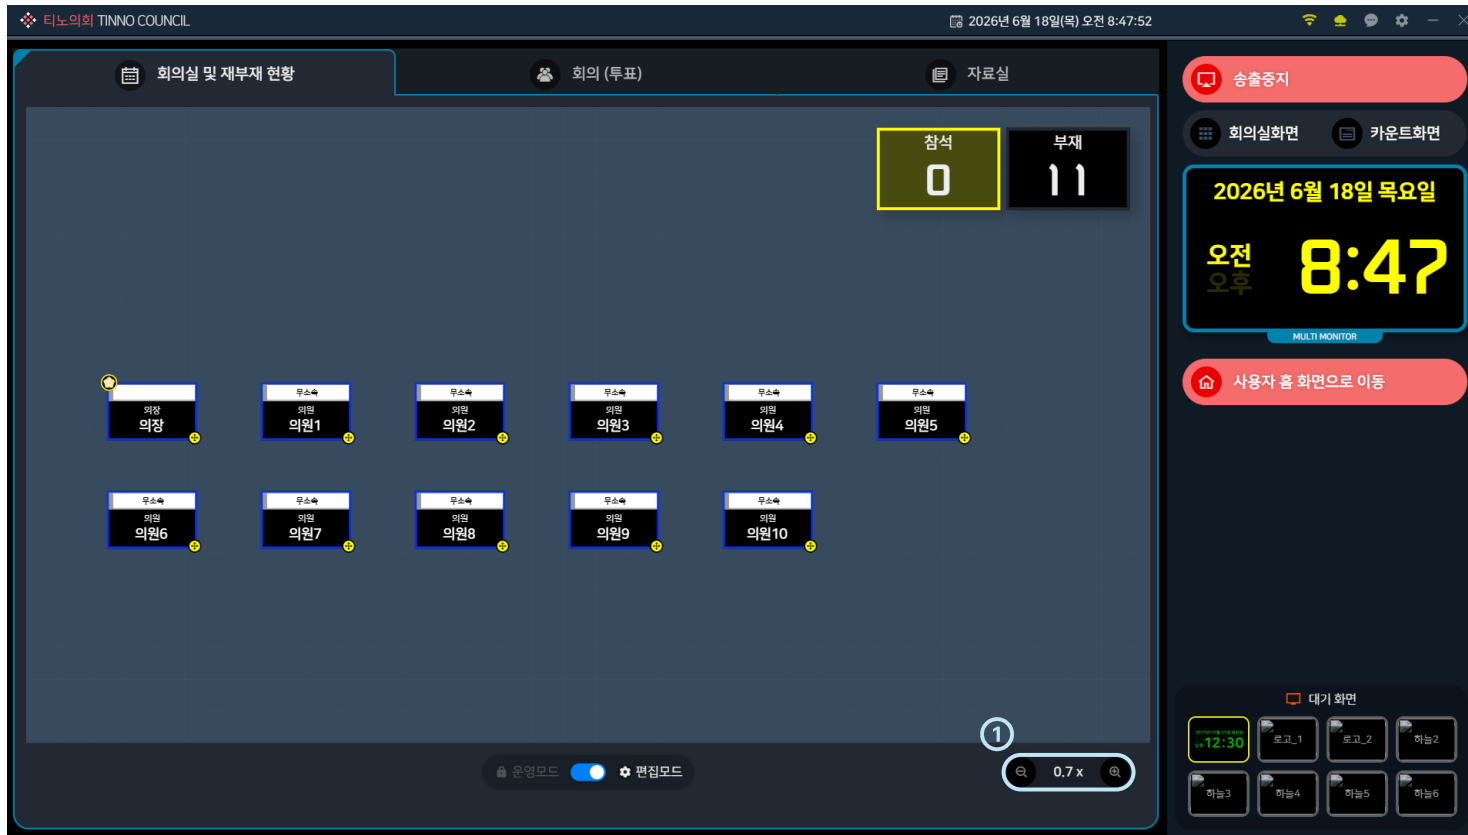 티노의회 TINNO COUNCIL
2026년 6월 18일(목) 오전 8:47:52
회의실 및 재부재 현황
회의 (투표)
자료실
참석
0
부재
11
의장
의장
무소속
의원
의원1
무소속
의원
의원2
무소속
의원
의원3
무소속
의원
의원4
무소속
의원
의원5
무소속
의원
의원6
무소속
의원
의원7
무소속
의원
의원8
무소속
의원
의원9
무소속
의원
의원10
1
운영모드
편집모드
0.7 x
송출중지
회의실화면
카운트화면
2026년 6월 18일 목요일
오전
오후
8:47
MULTI MONITOR
사용자 홈 화면으로 이동
대기 화면
12:30
로고_1
로고_2
하늘2
하늘3
하늘4
하늘5
하늘6